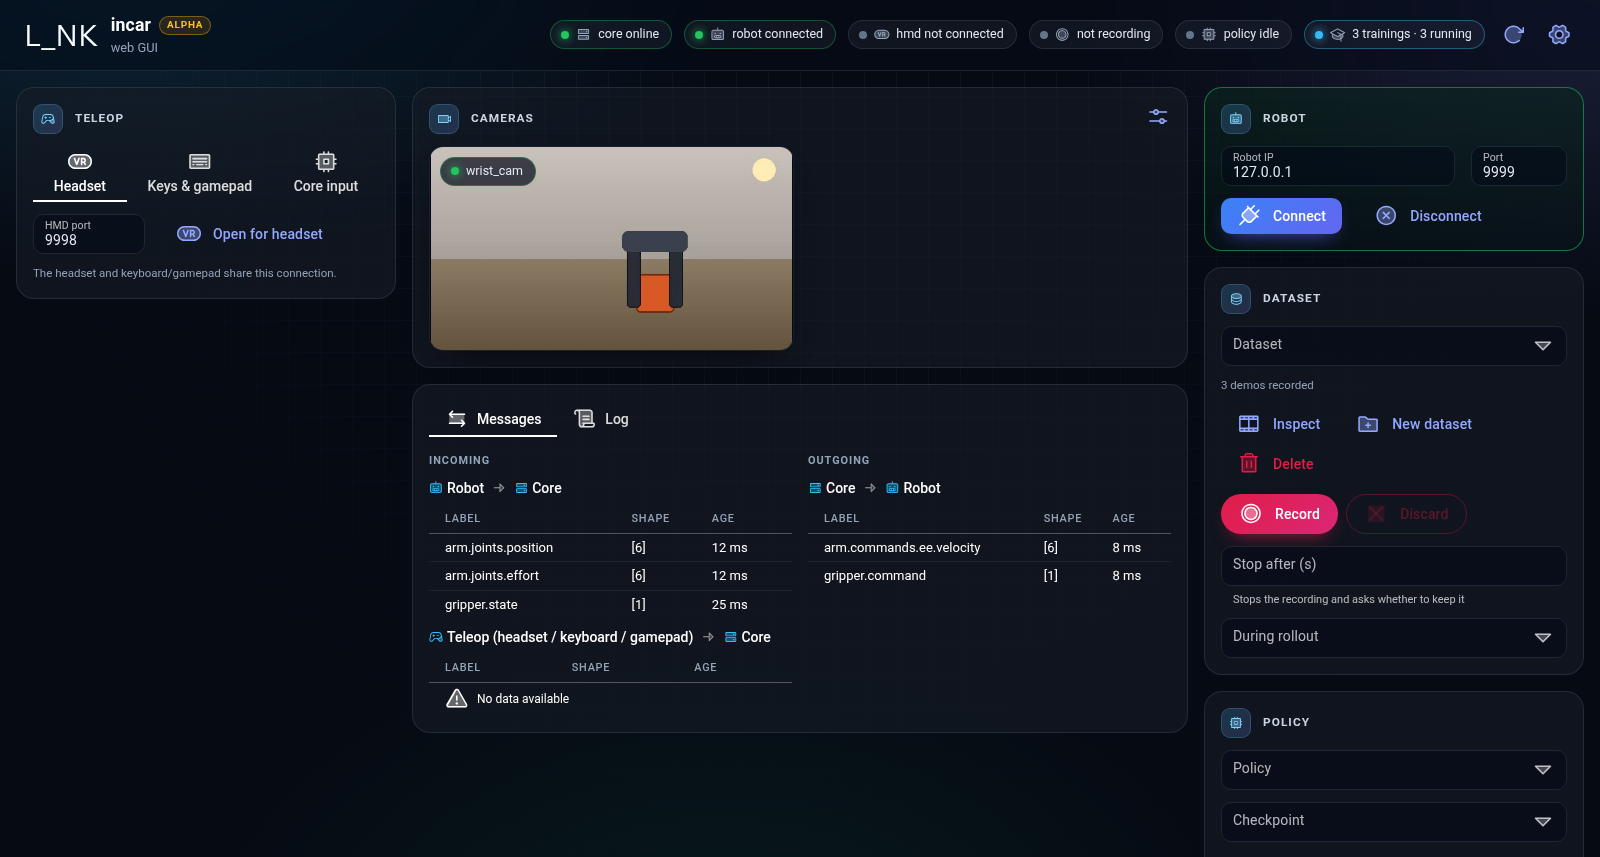 L_NK
incar ALPHA
web GUI
core online
robot connected
VR hmd not connected
not recording
policy idle
3 trainings · 3 running
TELEOP
VR
Headset
Keys & gamepad
Core input
HMD port
9998
VR Open for headset
The headset and keyboard/gamepad share this connection.
CAMERAS
wrist_cam
Messages
Log
INCOMING
Robot → Core
LABEL SHAPE AGE
arm.joints.position [6] 12 ms
arm.joints.effort [6] 12 ms
gripper.state [1] 25 ms
Teleop (headset / keyboard / gamepad) → Core
LABEL SHAPE AGE
No data available
OUTGOING
Core → Robot
LABEL SHAPE AGE
arm.commands.ee.velocity [6] 8 ms
gripper.command [1] 8 ms
ROBOT
Robot IP
127.0.0.1
Port
9999
Connect
Disconnect
DATASET
Dataset
3 demos recorded
Inspect
New dataset
Delete
Record
Discard
Stop after (s)
Stops the recording and asks whether to keep it
During rollout
POLICY
Policy
Checkpoint